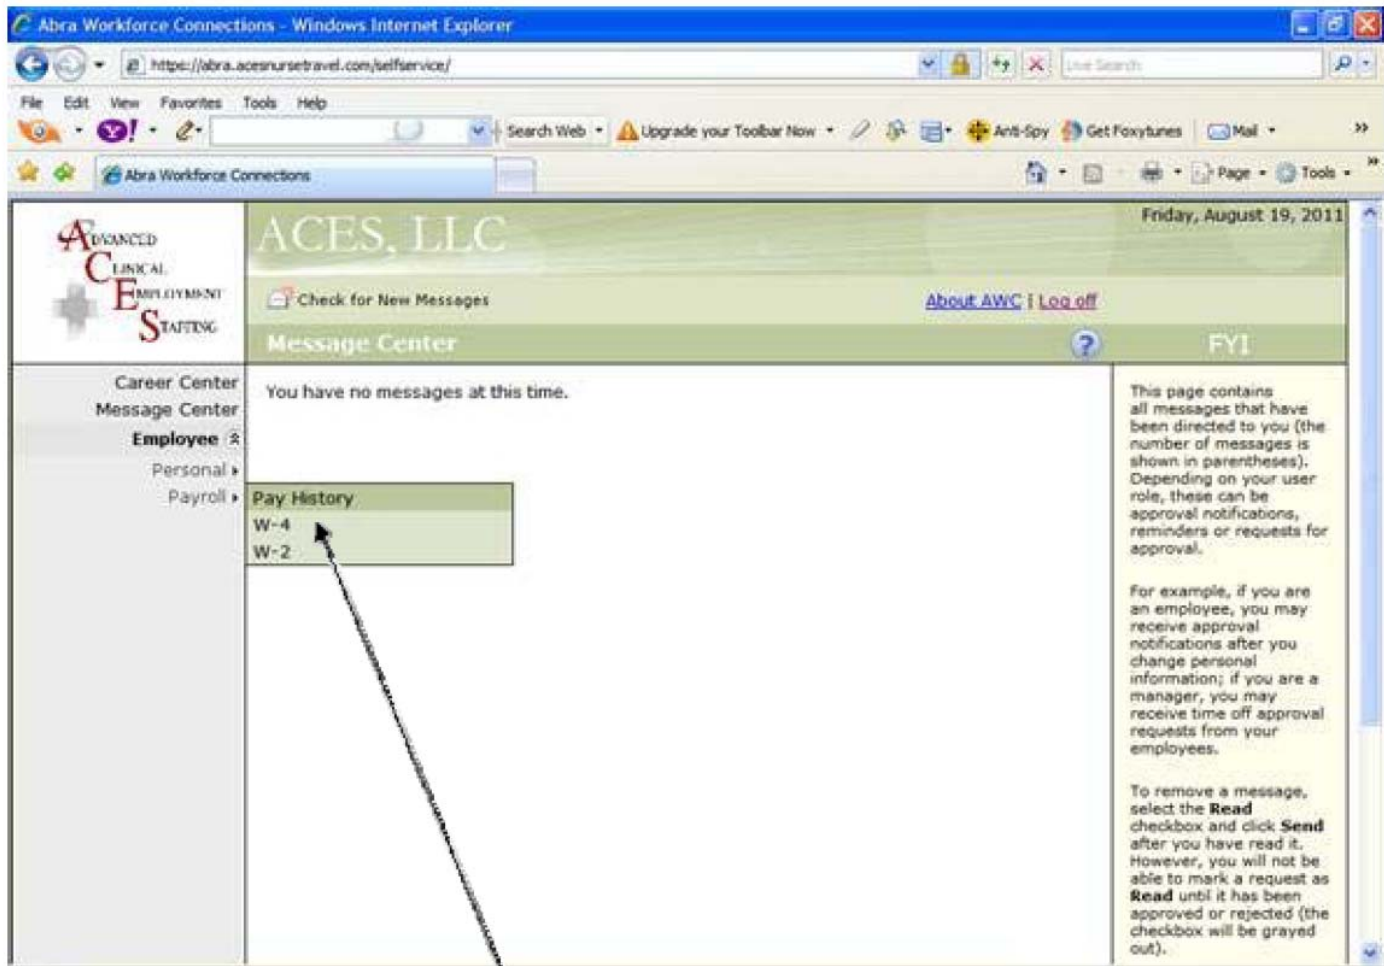 Abra Workforce Connections - Windows Internet Explorer
https://abra.acesnursetravel.com/selfservice/
Live Search
File Edit View Favorites Tools Help
Y! Search Web Upgrade your Toolbar Now Anti-Spy Get Foxytunes Mail »
Abra Workforce Connections Page Tools »
ADVANCED
CLINICAL
EMPLOYMENT
STAFFING
ACES, LLC
Friday, August 19, 2011
Check for New Messages
About AWC | Log off
Message Center
? FYI
Career Center
Message Center
Employee
Personal
Payroll
You have no messages at this time.
Pay History
W-4
W-2
This page contains
all messages that have
been directed to you (the
number of messages is
shown in parentheses).
Depending on your user
role, these can be
approval notifications,
reminders or requests for
approval.
For example, if you are
an employee, you may
receive approval
notifications after you
change personal
information; if you are a
manager, you may
receive time off approval
requests from your
employees.
To remove a message,
select the Read
checkbox and click Send
after you have read it.
However, you will not be
able to mark a request as
Read until it has been
approved or rejected (the
checkbox will be grayed
out).